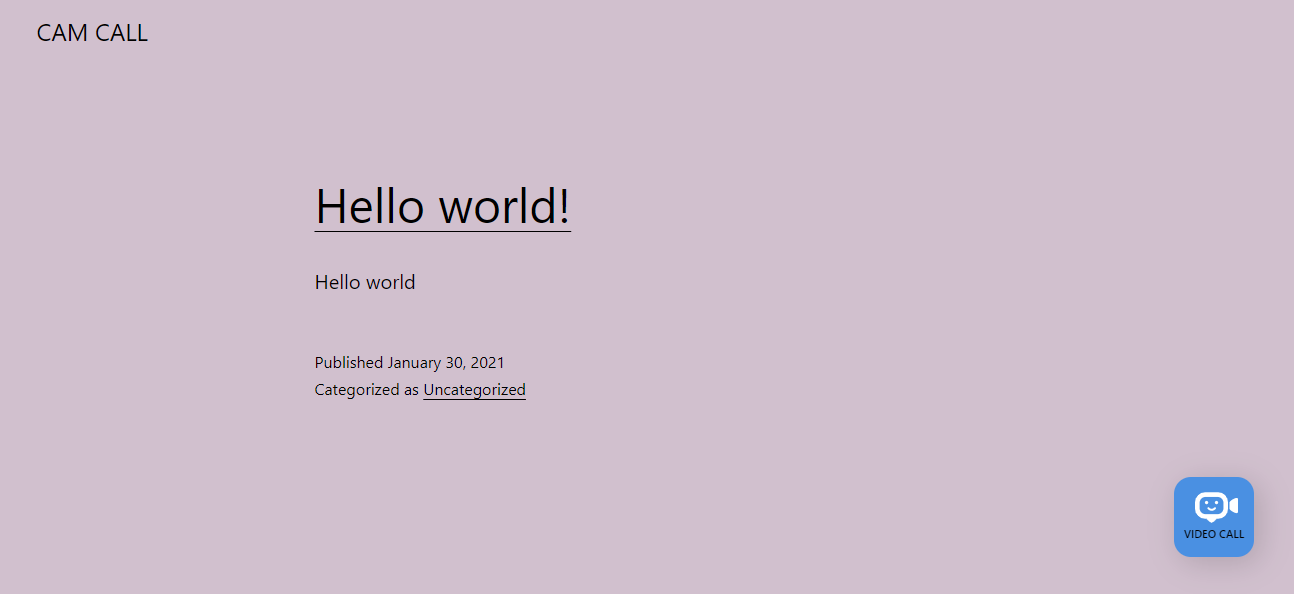 CAM CALL
Hello world!
Hello world
Published January 30, 2021
Categorized as Uncategorized
VIDEO CALL